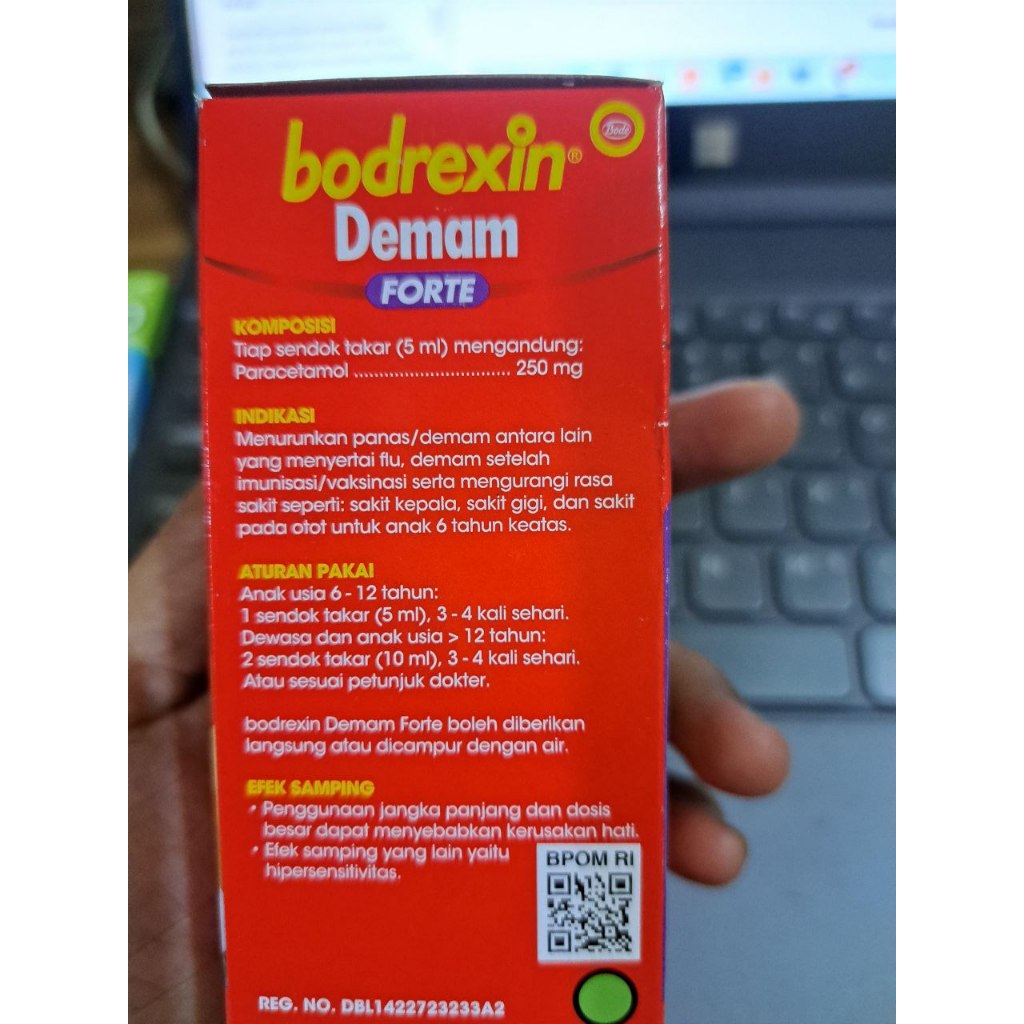 bodrexin®
Bode
Demam
FORTE
KOMPOSISI
Tiap sendok takar (5 ml) mengandung:
Paracetamol ............................... 250 mg
INDIKASI
Menurunkan panas/demam antara lain
yang menyertai flu, demam setelah
imunisasi/vaksinasi serta mengurangi rasa
sakit seperti: sakit kepala, sakit gigi, dan sakit
pada otot untuk anak 6 tahun keatas.
ATURAN PAKAI
Anak usia 6 - 12 tahun:
1 sendok takar (5 ml), 3 - 4 kali sehari.
Dewasa dan anak usia > 12 tahun:
2 sendok takar (10 ml), 3 - 4 kali sehari.
Atau sesuai petunjuk dokter.
bodrexin Demam Forte boleh diberikan
langsung atau dicampur dengan air.
EFEK SAMPING
• Penggunaan jangka panjang dan dosis
besar dapat menyebabkan kerusakan hati.
• Efek samping yang lain yaitu
hipersensitivitas.
BPOM RI
REG. NO. DBL1422723233A2